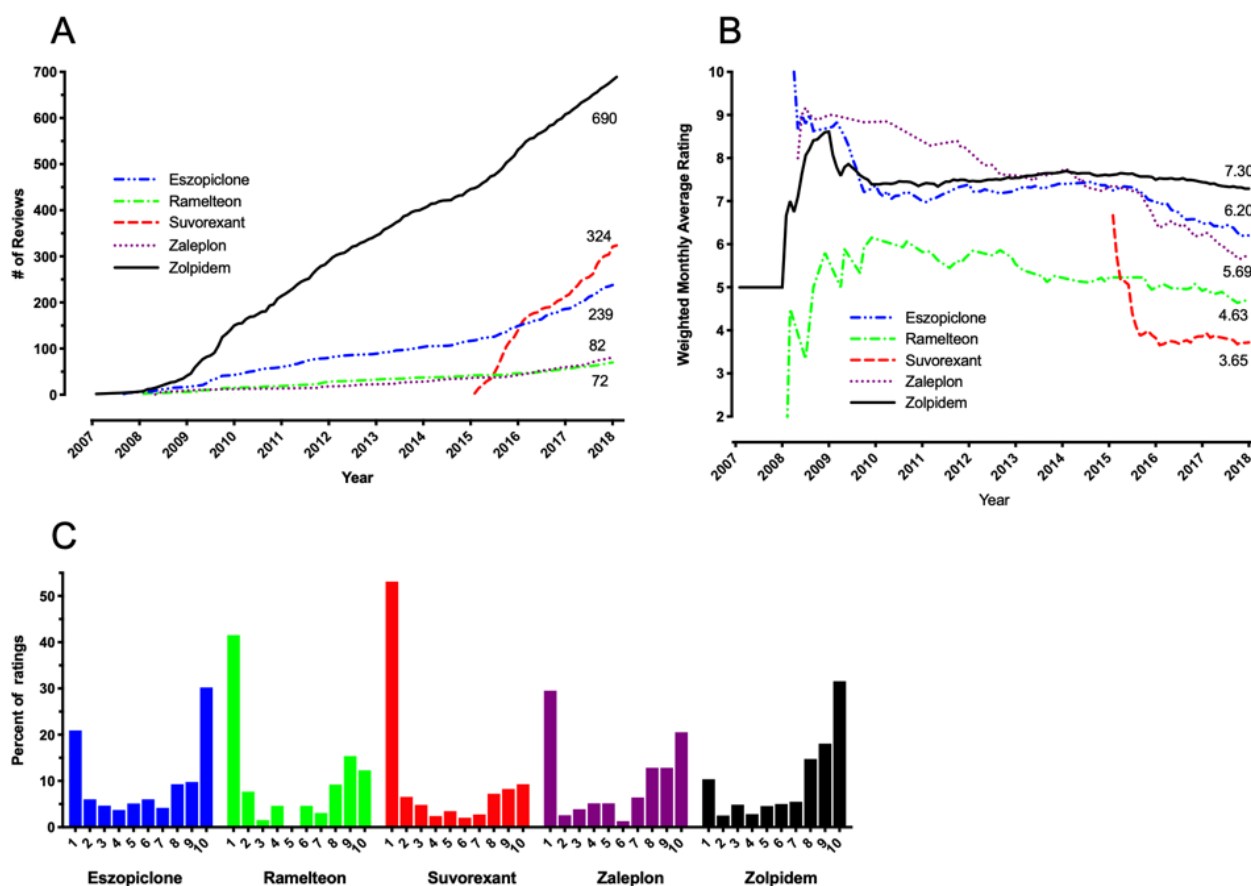 A
# of Reviews
700
600
500
400
300
200
100
0
Eszopiclone
Ramelteon
Suvorexant
Zaleplon
Zolpidem
690
324
239
82
72
2007 2008 2009 2010 2011 2012 2013 2014 2015 2016 2017 2018
Year
B
Weighted Monthly Average Rating
10
9
8
7
6
5
4
3
2
7.30
6.20
5.69
4.63
3.65
Eszopiclone
Ramelteon
Suvorexant
Zaleplon
Zolpidem
2007 2008 2009 2010 2011 2012 2013 2014 2015 2016 2017 2018
Year
C
Percent of ratings
50
40
30
20
10
0
1 2 3 4 5 6 7 8 9 10 1 2 3 4 5 6 7 8 9 10 1 2 3 4 5 6 7 8 9 10 1 2 3 4 5 6 7 8 9 10 1 2 3 4 5 6 7 8 9 10
Eszopiclone Ramelteon Suvorexant Zaleplon Zolpidem